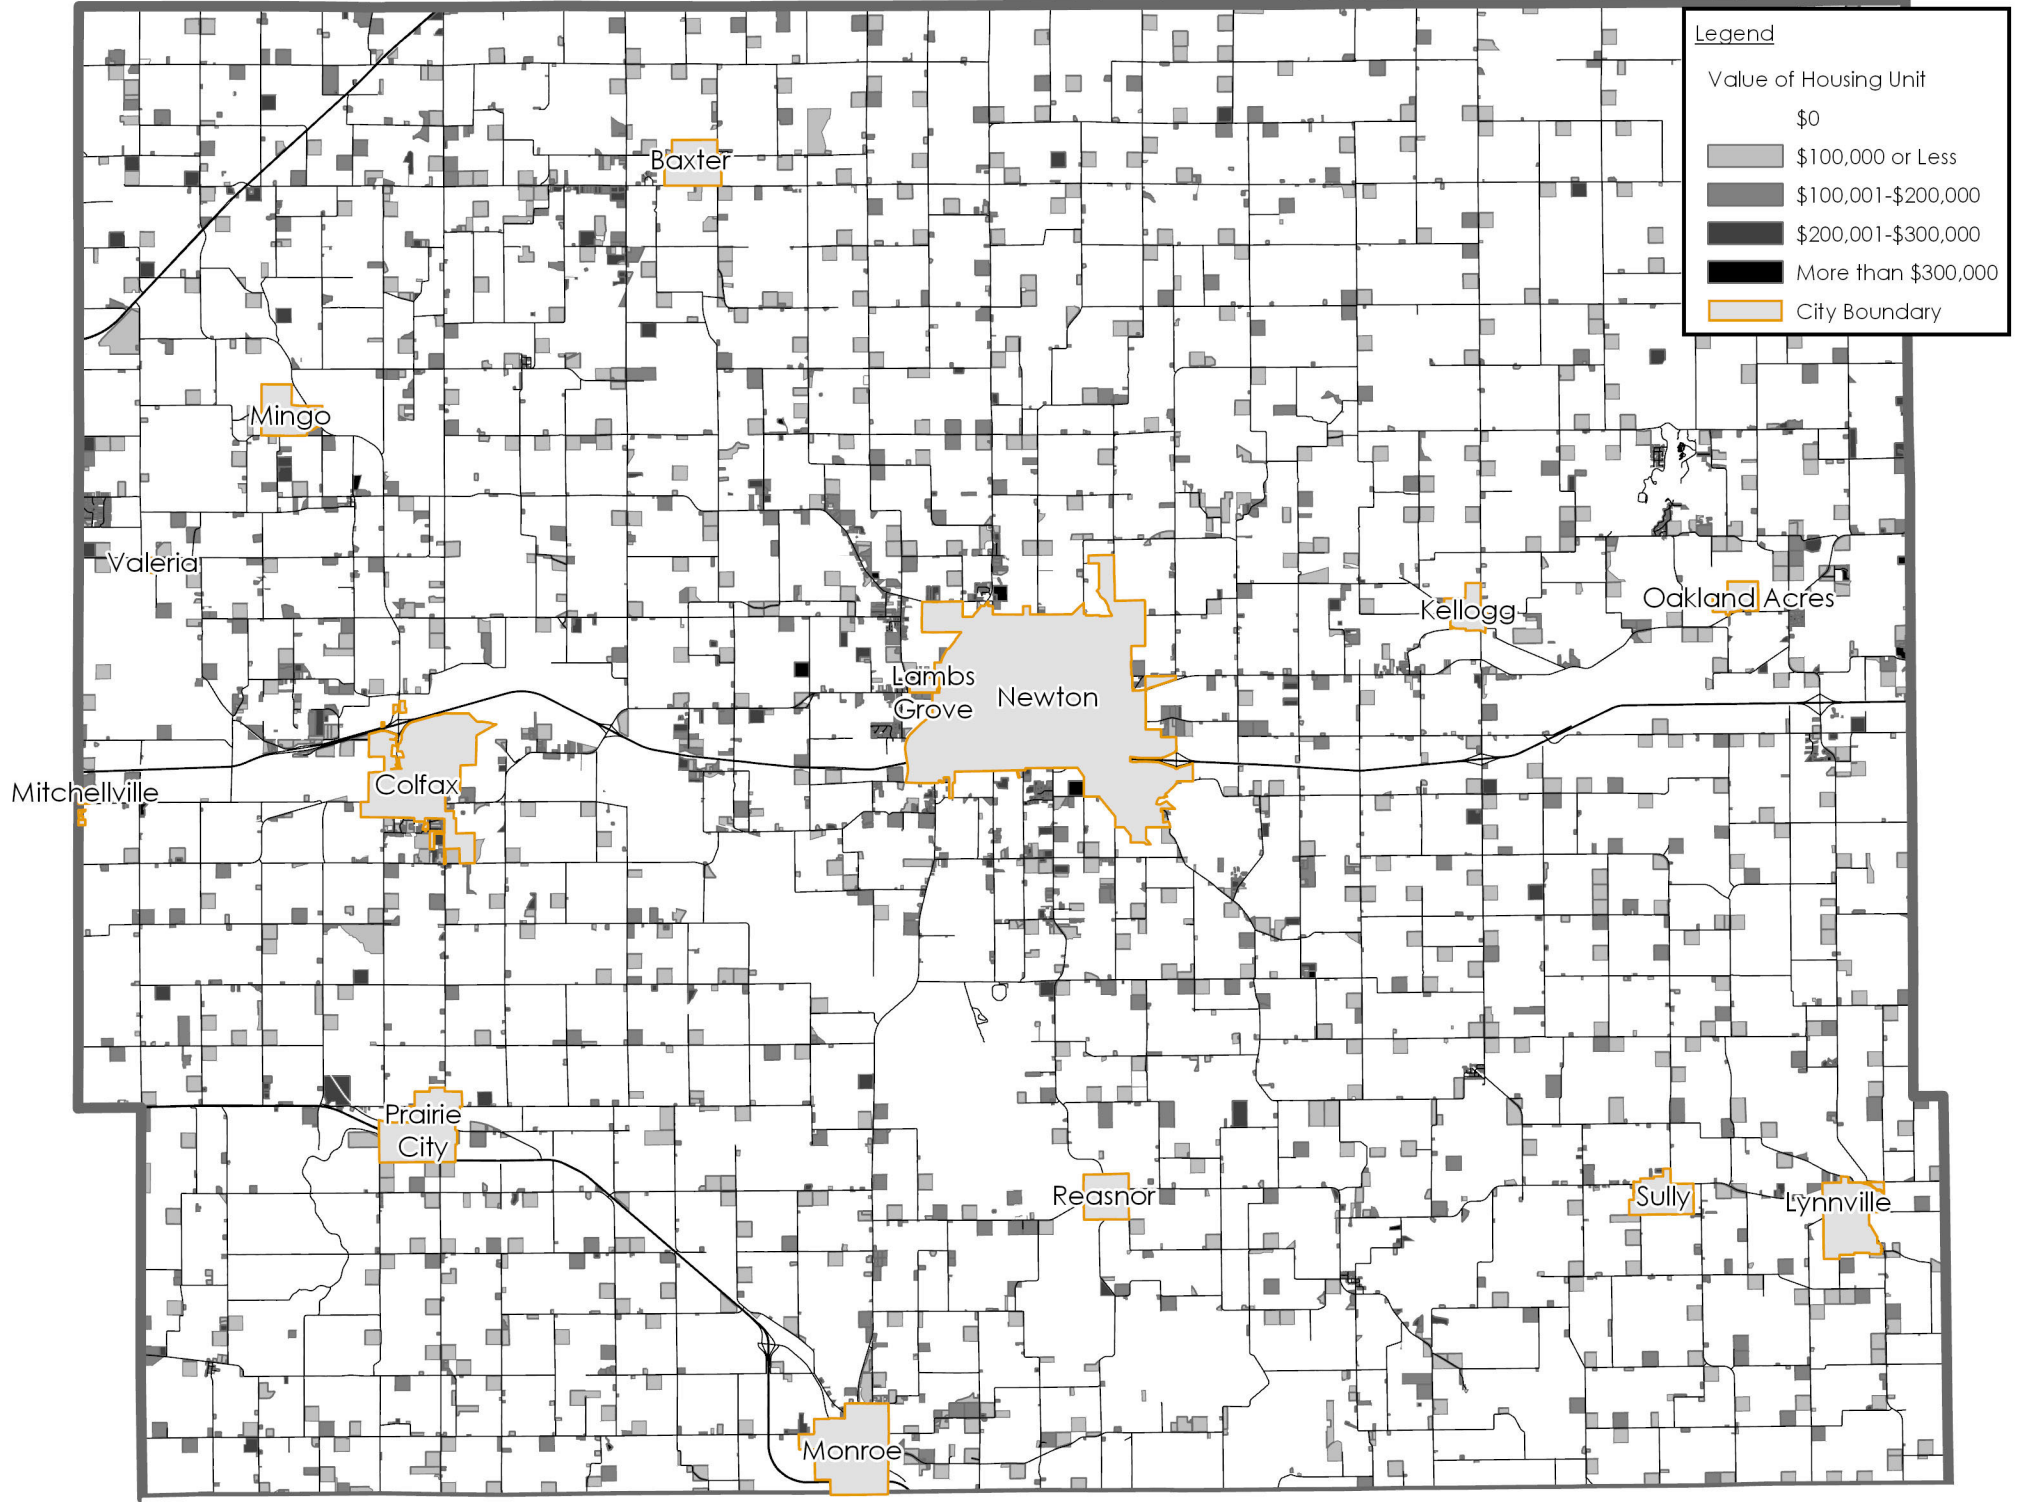 Legend
Value of Housing Unit
$0
$100,000 or Less
$100,001-$200,000
$200,001-$300,000
More than $300,000
City Boundary
Baxter
Mingo
Valeria
Kellogg
Oakland Acres
Lambs
Grove
Newton
Colfax
Mitchellville
Prairie
City
Reasnor
Sully
Lynnville
Monroe